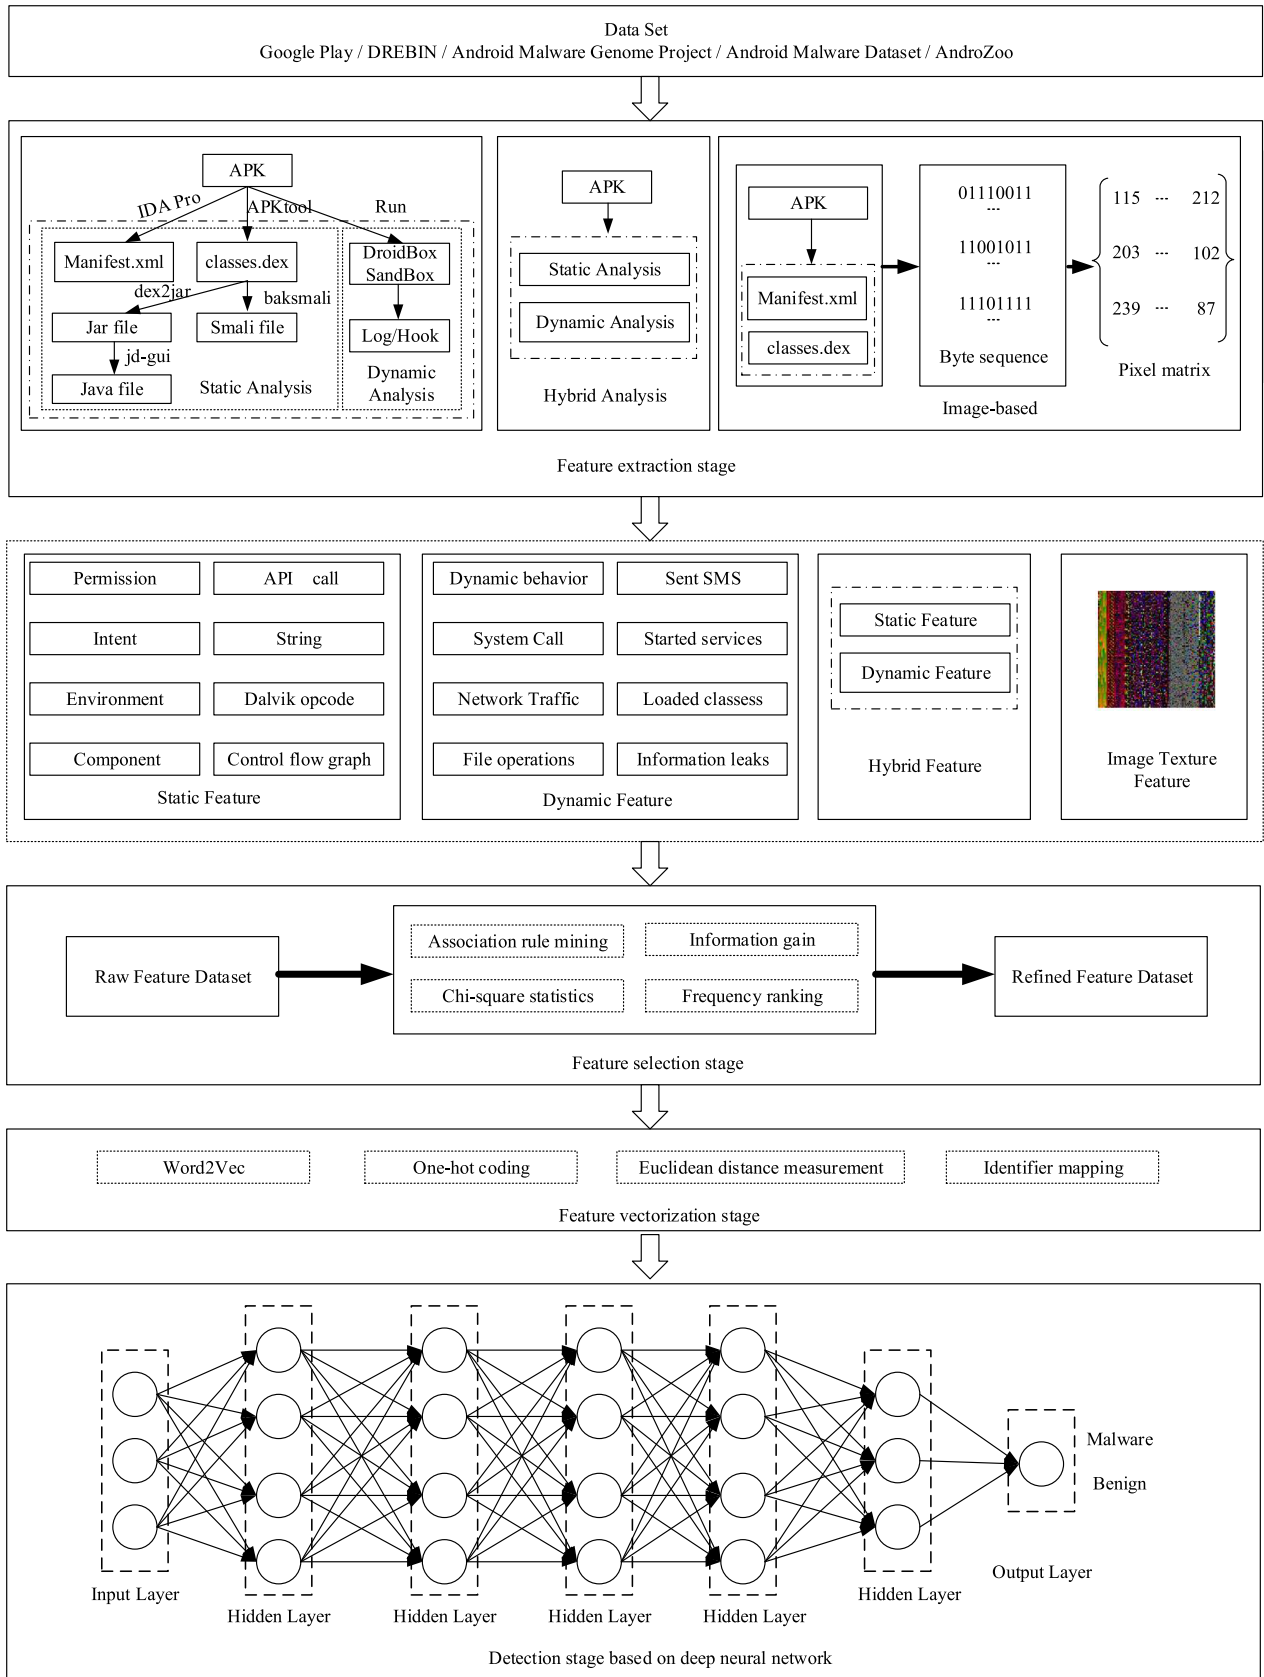 Data Set
Google Play / DREBIN / Android Malware Genome Project / Android Malware Dataset / AndroZoo
APK
IDA Pro
APKtool
Run
Manifest.xml
classes.dex
DroidBox
SandBox
dex2jar
baksmali
Jar file
Smali file
Log/Hook
jd-gui
Java file
Static Analysis
Dynamic
Analysis
APK
Static Analysis
Dynamic Analysis
Hybrid Analysis
APK
Manifest.xml
classes.dex
01110011
---
11001011
---
11101111
---
Byte sequence
115 --- 212
203 --- 102
239 --- 87
Pixel matrix
Image-based
Feature extraction stage
Permission
API call
Intent
String
Environment
Dalvik opcode
Component
Control flow graph
Static Feature
Dynamic behavior
Sent SMS
System Call
Started services
Network Traffic
Loaded classess
File operations
Information leaks
Dynamic Feature
Static Feature
Dynamic Feature
Hybrid Feature
Image Texture
Feature
Raw Feature Dataset
Association rule mining
Information gain
Chi-square statistics
Frequency ranking
Refined Feature Dataset
Feature selection stage
Word2Vec
One-hot coding
Euclidean distance measurement
Identifier mapping
Feature vectorization stage
Malware
Benign
Input Layer
Hidden Layer
Hidden Layer
Hidden Layer
Hidden Layer
Hidden Layer
Output Layer
Detection stage based on deep neural network